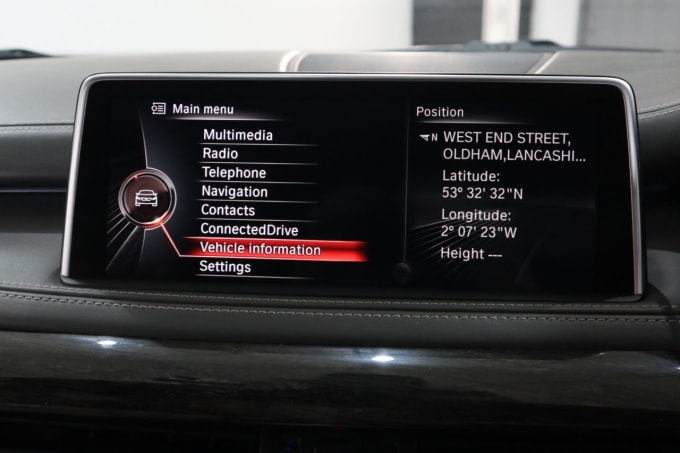 Main menu
Multimedia
Radio
Telephone
Navigation
Contacts
ConnectedDrive
Vehicle information
Settings
Position
N WEST END STREET,
OLDHAM,LANCASHI...
Latitude:
53° 32' 32"N
Longitude:
2° 07' 23"W
Height ---